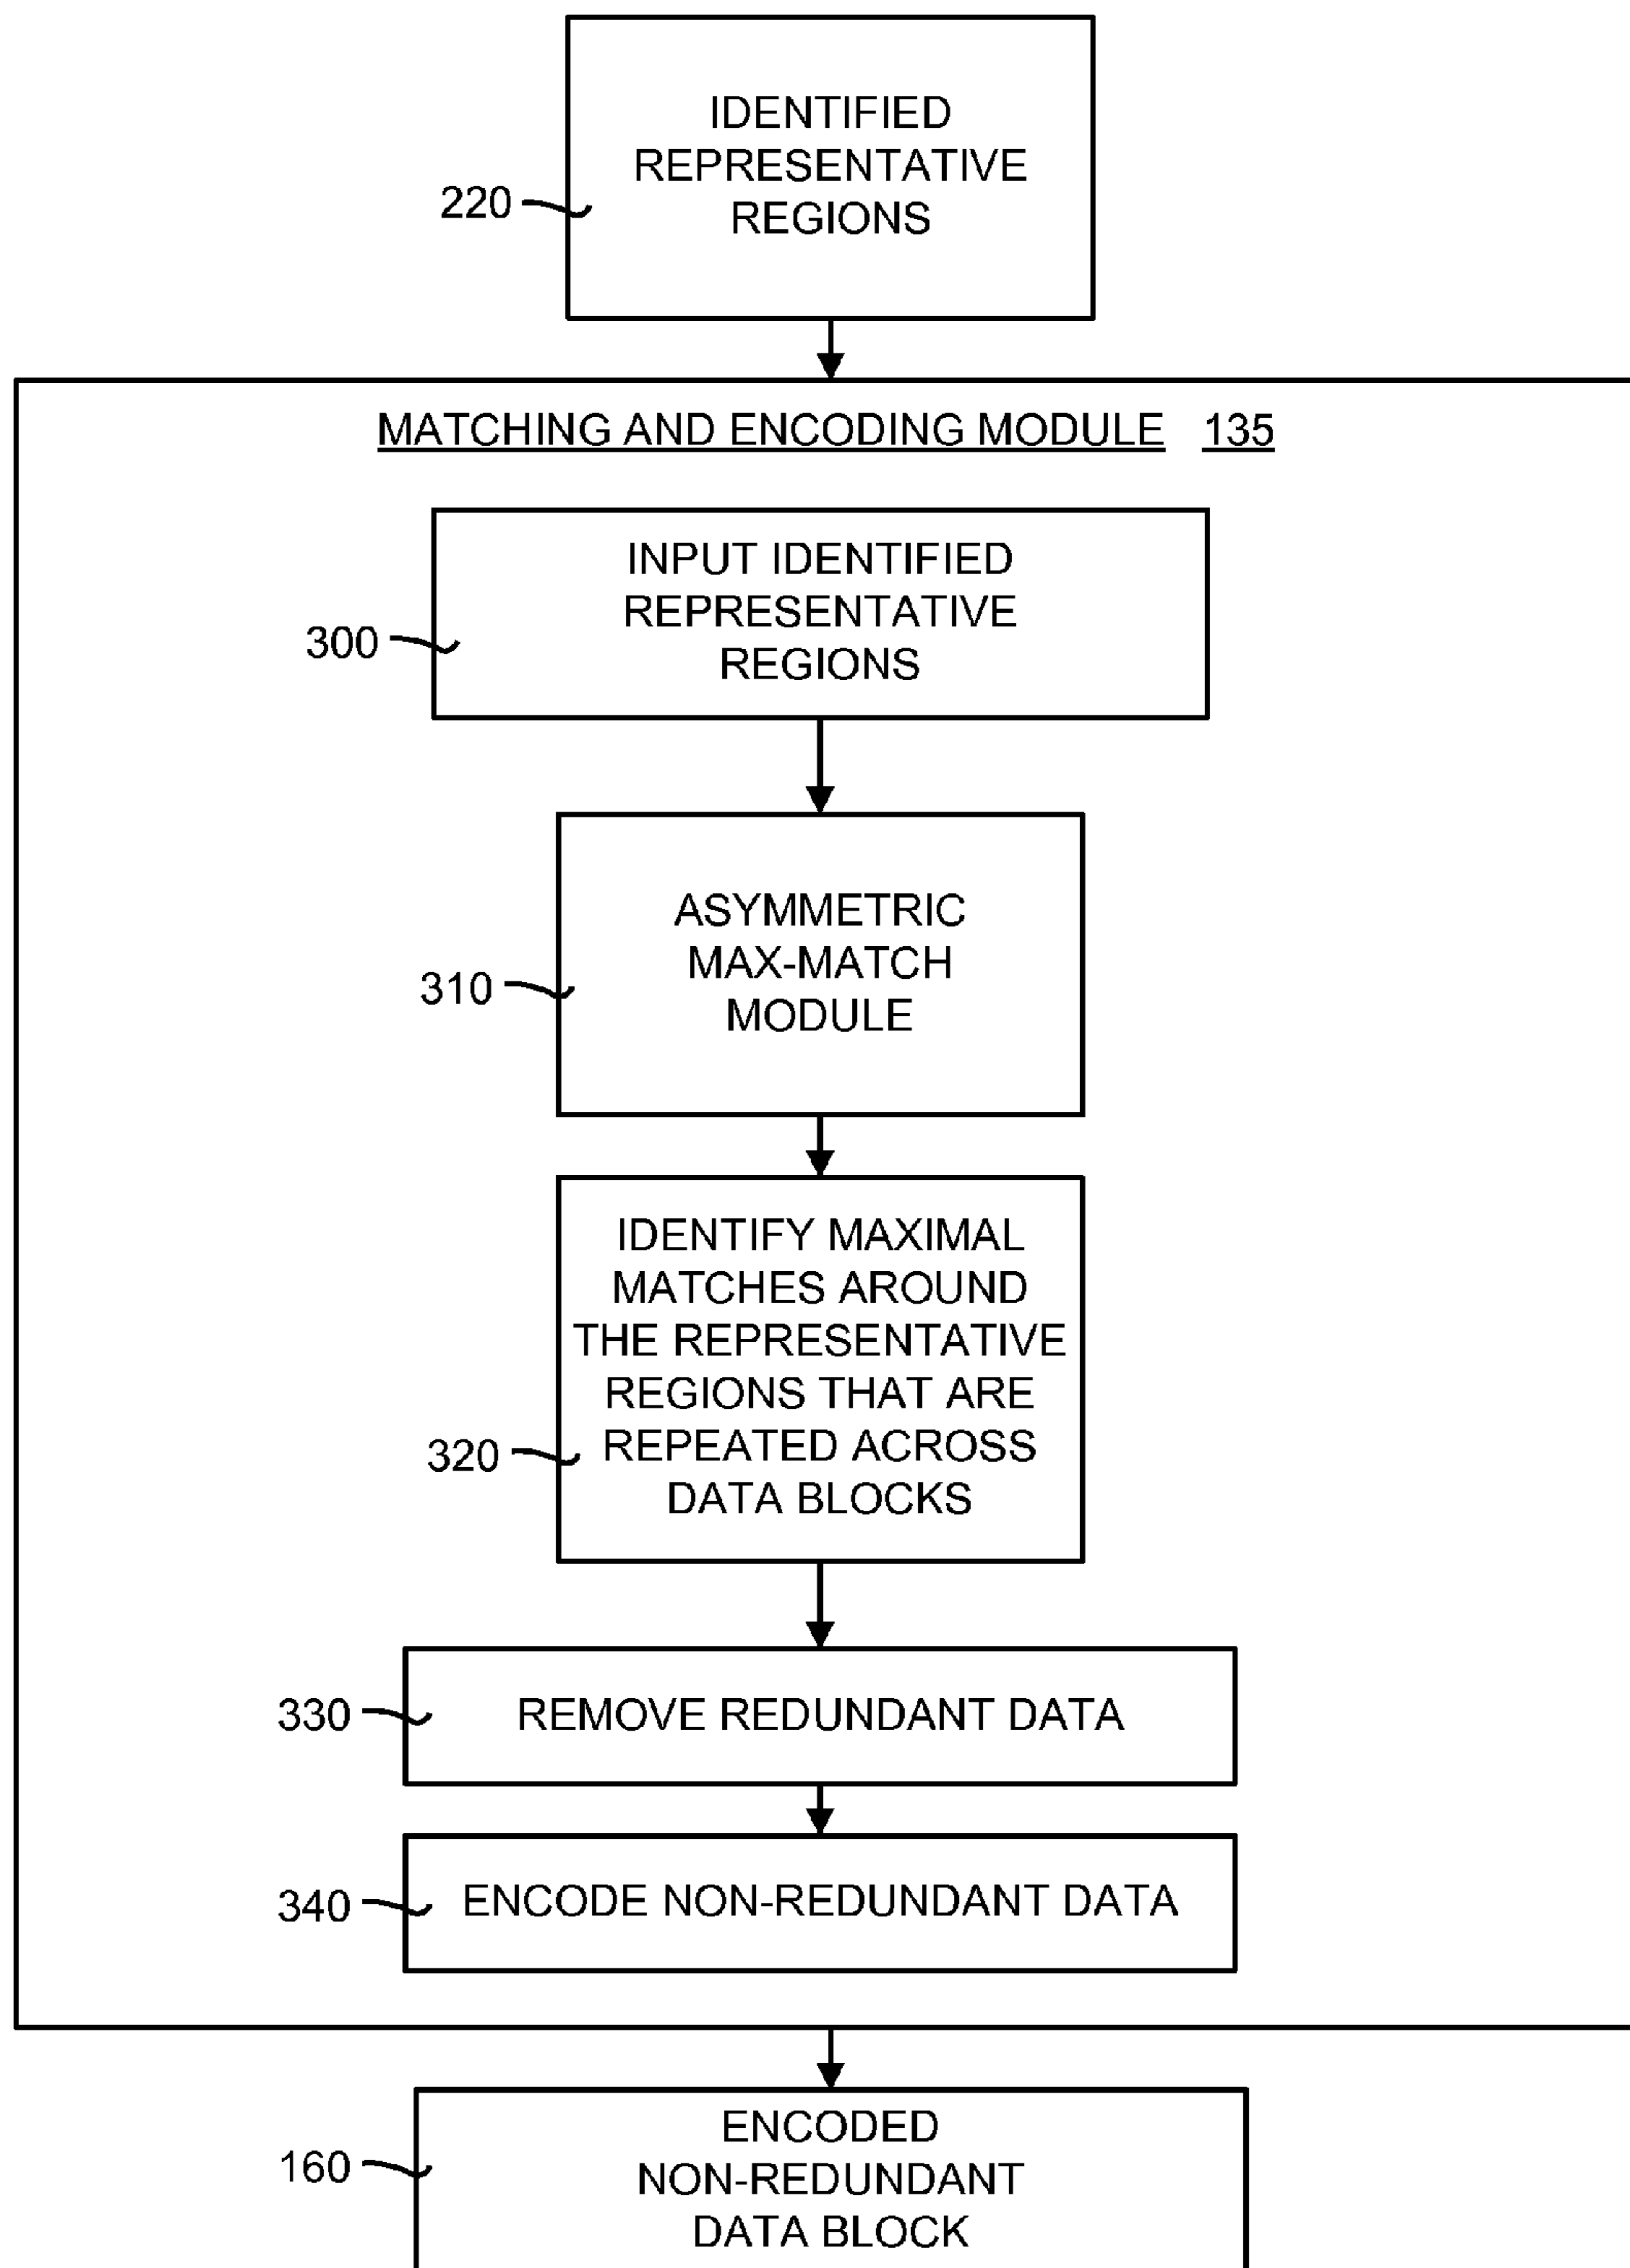 IDENTIFIED
REPRESENTATIVE
REGIONS
220
MATCHING AND ENCODING MODULE 135
INPUT IDENTIFIED
REPRESENTATIVE
REGIONS
300
ASYMMETRIC
MAX-MATCH
MODULE
310
IDENTIFY MAXIMAL
MATCHES AROUND
THE REPRESENTATIVE
REGIONS THAT ARE
REPEATED ACROSS
DATA BLOCKS
320
330
REMOVE REDUNDANT DATA
340
ENCODE NON-REDUNDANT DATA
ENCODED
NON-REDUNDANT
DATA BLOCK
160